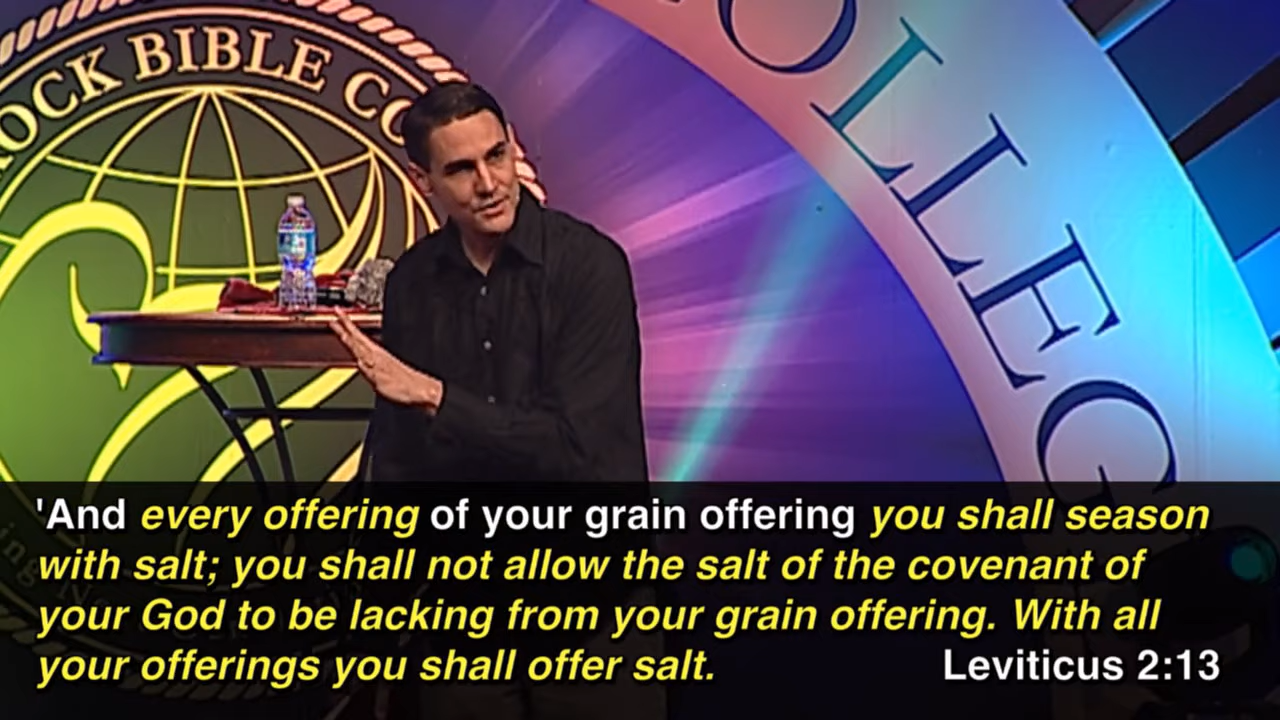 ROCK BIBLE CO
OLLEG
'And every offering of your grain offering you shall season
with salt; you shall not allow the salt of the covenant of
your God to be lacking from your grain offering. With all
your offerings you shall offer salt.
Leviticus 2:13